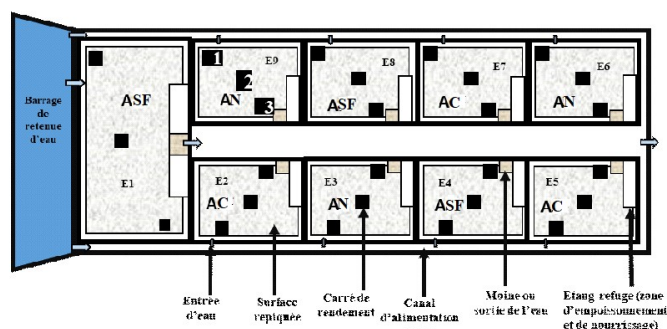 Barrage de
retenue
d'eau
ASF
E1
1
2
3
E9
AN
E8
ASF
E7
AC
E6
AN
E2
AC
E3
AN
E4
ASF
E5
AC
Entrée
d'eau
Surface
repiquée
Carré de
rendement
Canal
d'alimentation
Moine ou
sortie de l'eau
Etang refuge (zone
d'empoissonnement
et de nourrissage)